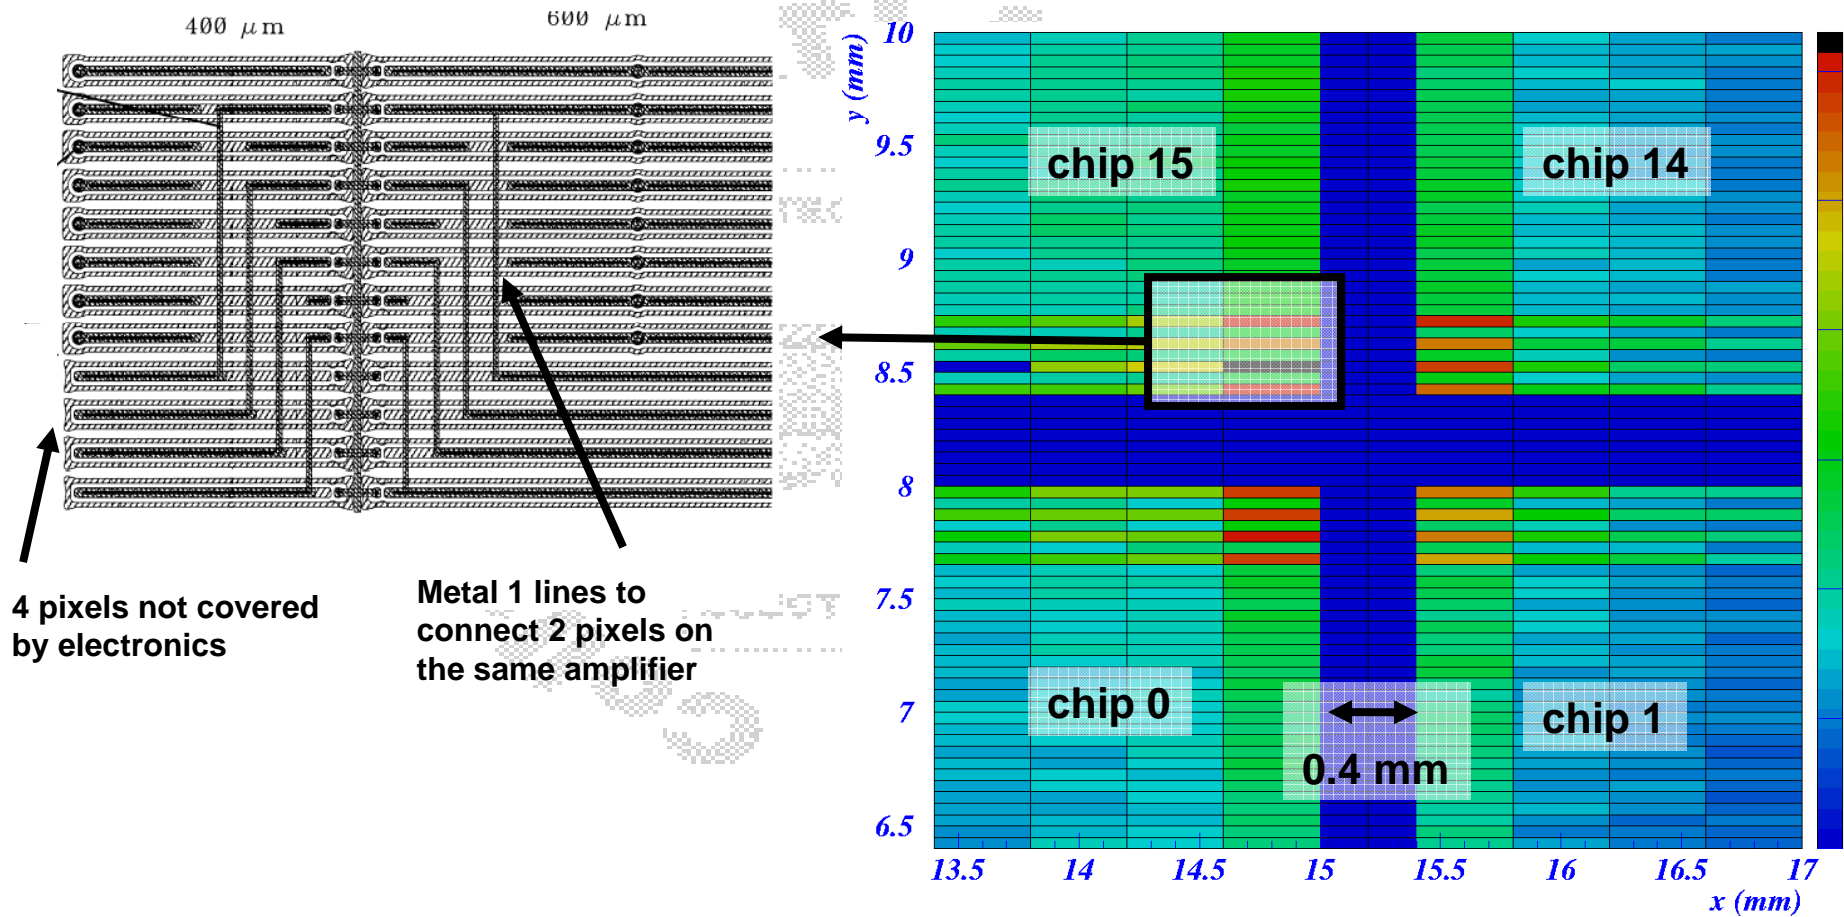 400 μm
600 μm
4 pixels not covered
by electronics
Metal 1 lines to
connect 2 pixels on
the same amplifier
y (mm)
10
9.5
9
8.5
8
7.5
7
6.5
chip 15
chip 14
chip 0
chip 1
0.4 mm
13.5
14
14.5
15
15.5
16
16.5
17
x (mm)